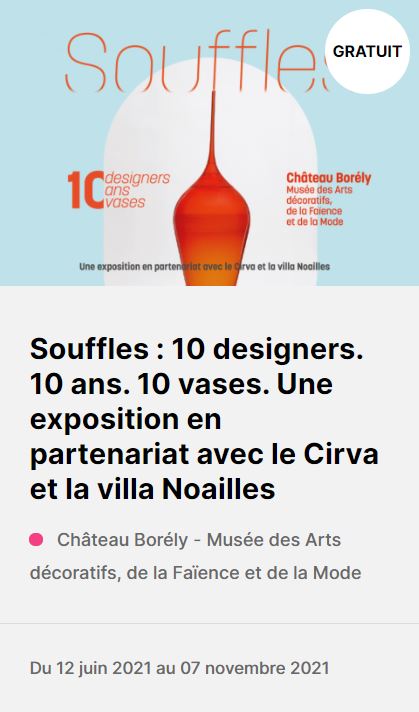 Souffles
GRATUIT
10 designers
ans
vases
Château Borély
Musée des Arts
décoratifs,
de la Faïence
et de la Mode
Une exposition en partenariat avec le Cirva et la villa Noailles
Souffles : 10 designers.
10 ans. 10 vases. Une
exposition en
partenariat avec le Cirva
et la villa Noailles
Château Borély - Musée des Arts
décoratifs, de la Faïence et de la Mode
Du 12 juin 2021 au 07 novembre 2021